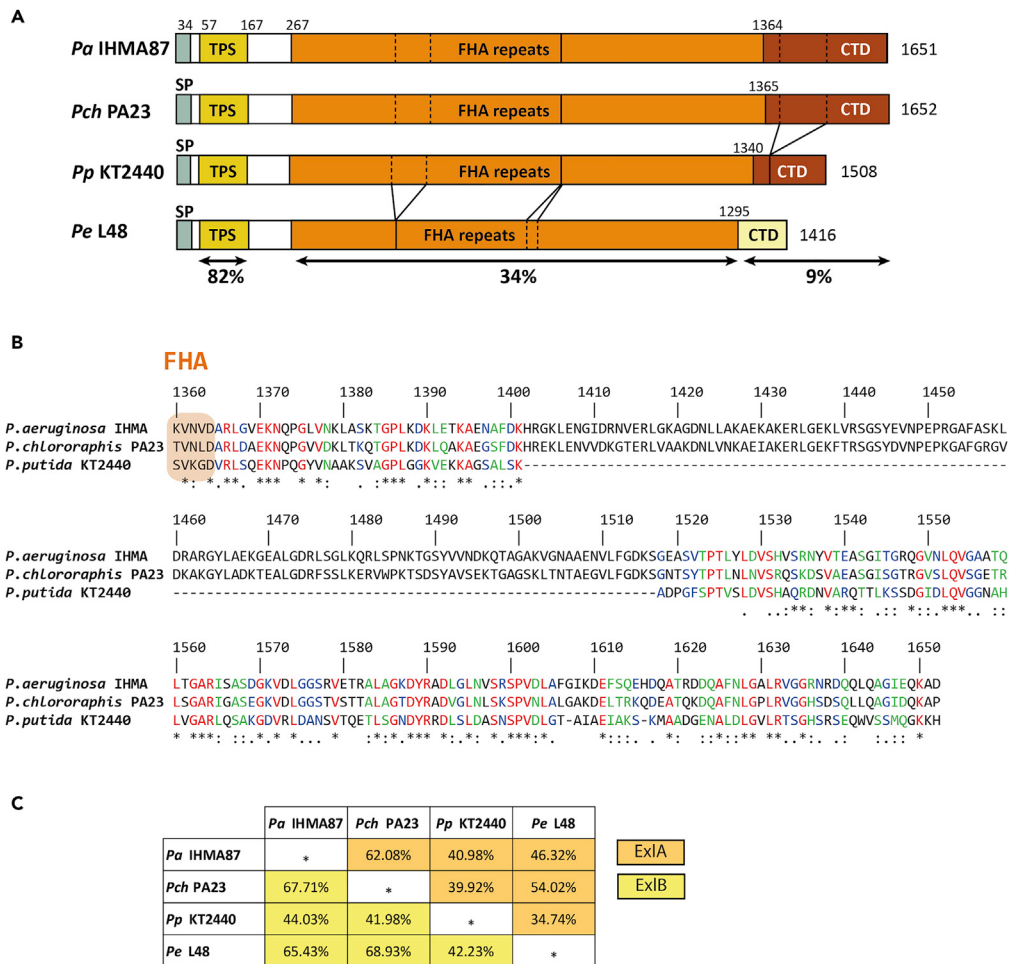 A
34 57 167 267 1364
Pa IHMA87 TPS FHA repeats CTD 1651
SP 1365
Pch PA23 TPS FHA repeats CTD 1652
SP 1340
Pp KT2440 TPS FHA repeats CTD 1508
SP 1295
Pe L48 TPS FHA repeats CTD 1416
82% 34% 9%
B
FHA
1360 1370 1380 1390 1400 1410 1420 1430 1440 1450
P.aeruginosa IHMA KVNVDARLGVEKNQPGLVNKLASKTGPLKDKLETKAENAFDKHRGKLENGIDRNVERLGKAAGDNLLAKAEKAERLGEKLVRSGSYEVNPEPRGAFASKL
P.chlororaphis PA23 TVNLDARLDAEKNQPGVVDKLTKQTGPLKDKLQAKAEGSFDKHREKLENVVDKGTERLVGKAADKNLVNKAEIAKERLGEKFTRSGSYEVNPEPKGAFGRGV
P.putida KT2440 SVKGDVRLSQEKNPQGYVNAAKSVAGPLGGKVEKKAGSALSK------------------------------------------------------------
1460 1470 1480 1490 1500 1510 1520 1530 1540 1550
P.aeruginosa IHMA DRARGYLAEKGEALGDRLSGLKQRLSPNKTGSYVVNDKQTAGAKVGNAAENVLFGDKSGEASVTPTLYLDVSHVSRNYVTEASGITGRQGVNLQVGAATQ
P.chlororaphis PA23 DKAKGYLADKTEALGDRFSSLKERVWPKTSDSYAVSEKTGAGSKLTNTAEGVLFGDKSGNTSYTPTLNLNVSRQSKDSVAEASGISGTRGVSLQVSGETR
P.putida KT2440 ----------------------------------------------------------ADPGFSPTVSLDVSHAQRDNVARQTTLKSSDGIDLQVGGNAH
1560 1570 1580 1590 1600 1610 1620 1630 1640 1650
P.aeruginosa IHMA LTGARISASDGKVDLGGSRVETRALAGKDYRADLGLNVSRSPVDLAFGIKDEFSQEHDQATRDDQAFNLGALRVGGRNRDQQLQAGIEQKAD
P.chlororaphis PA23 LSGARIGASEGKVDLGGSTVSTTALAGTDYRADLGLNLSKSPVDLALGAKDELTRKQDEATQKDQAFNLGPLRVGGHSDSQLLQAGIDQKAP
P.putida KT2440 LVGARLQSAKGDVRLDANSVTQETLSGNDYRRDLSLDASNSPVDLGT-AIAEIAKS-KMAADGENALDLGVLRTSGHSRSEQWVSSMQGKKH
C
Pa IHMA87 Pch PA23 Pp KT2440 Pe L48
Pa IHMA87 * 62.08% 40.98% 46.32% ExlA
Pch PA23 67.71% * 39.92% 54.02% ExlB
Pp KT2440 44.03% 41.98% * 34.74%
Pe L48 65.43% 68.93% 42.23% *